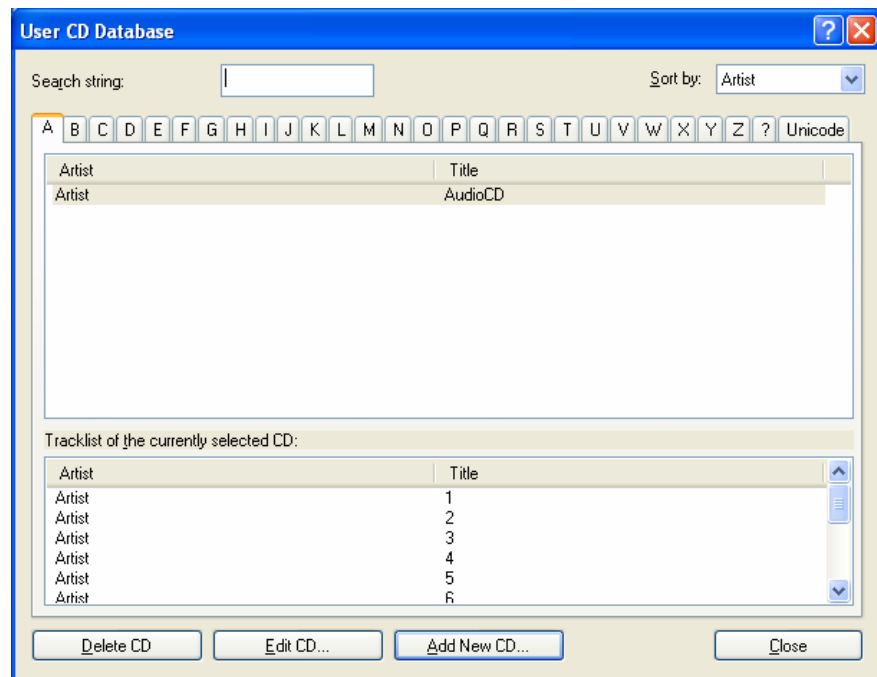 User CD Database
Search string:
Sort by: Artist
A B C D E F G H I J K L M N O P Q R S T U V W X Y Z ? Unicode
Artist Title
Artist AudioCD
Tracklist of the currently selected CD:
Artist Title
Artist 1
Artist 2
Artist 3
Artist 4
Artist 5
Artist 6
Delete CD Edit CD... Add New CD... Close